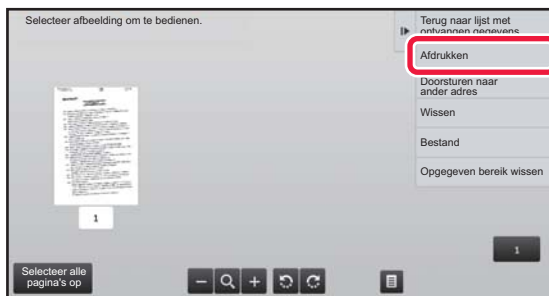 Selecteer afbeelding om te bedienen.
Terug naar lijst met
ontvangen gegevens
Afdrukken
Doorsturen naar
ander adres
Wissen
Bestand
Opgegeven bereik wissen
1
1
Selecteer alle
pagina's op